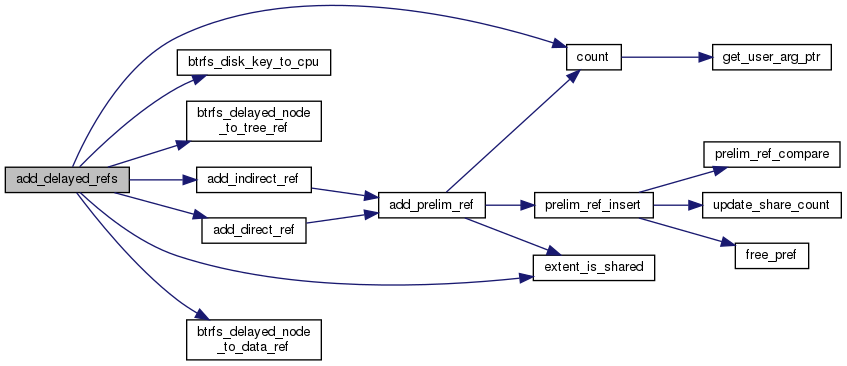 add_delayed_refs
count
get_user_arg_ptr
btrfs_disk_key_to_cpu
btrfs_delayed_node
_to_tree_ref
add_indirect_ref
add_direct_ref
add_prelim_ref
prelim_ref_insert
prelim_ref_compare
update_share_count
free_pref
extent_is_shared
btrfs_delayed_node
_to_data_ref